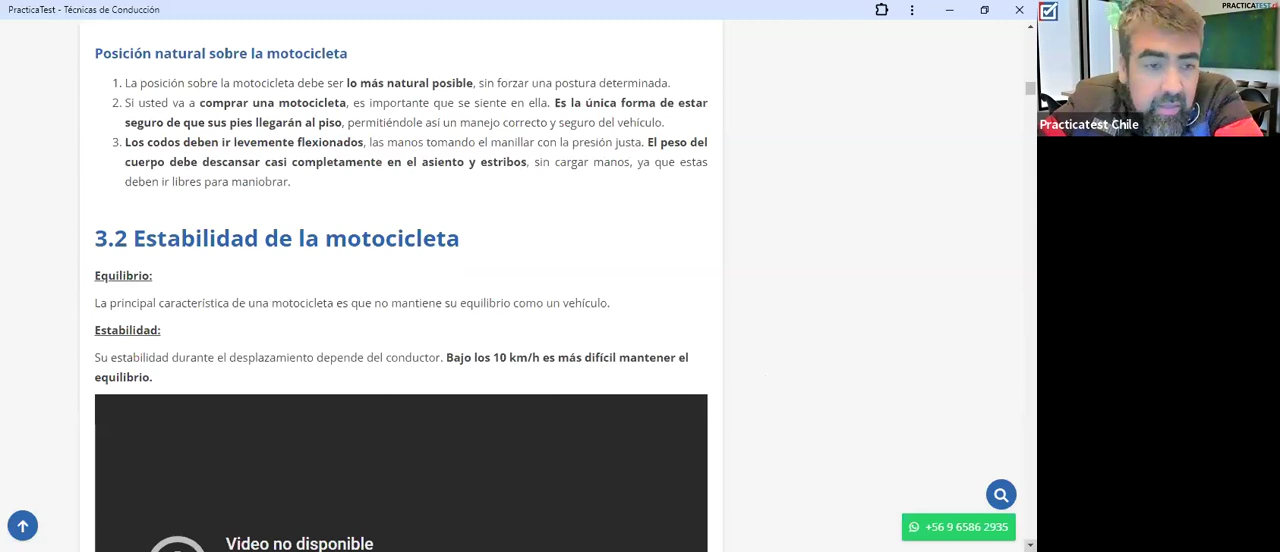 PracticaTest - Técnicas de Conducción
PRACTICATEST
Practicatest Chile
Posición natural sobre la motocicleta
1. La posición sobre la motocicleta debe ser lo más natural posible, sin forzar una postura determinada.
2. Si usted va a comprar una motocicleta, es importante que se siente en ella. Es la única forma de estar
seguro de que sus pies llegarán al piso, permitiéndole así un manejo correcto y seguro del vehículo.
3. Los codos deben ir levemente flexionados, las manos tomando el manillar con la presión justa. El peso del
cuerpo debe descansar casi completamente en el asiento y estribos, sin cargar manos, ya que estas
deben ir libres para maniobrar.
3.2 Estabilidad de la motocicleta
Equilibrio:
La principal característica de una motocicleta es que no mantiene su equilibrio como un vehículo.
Estabilidad:
Su estabilidad durante el desplazamiento depende del conductor. Bajo los 10 km/h es más difícil mantener el
equilibrio.
Video no disponible
+56 9 6586 2935